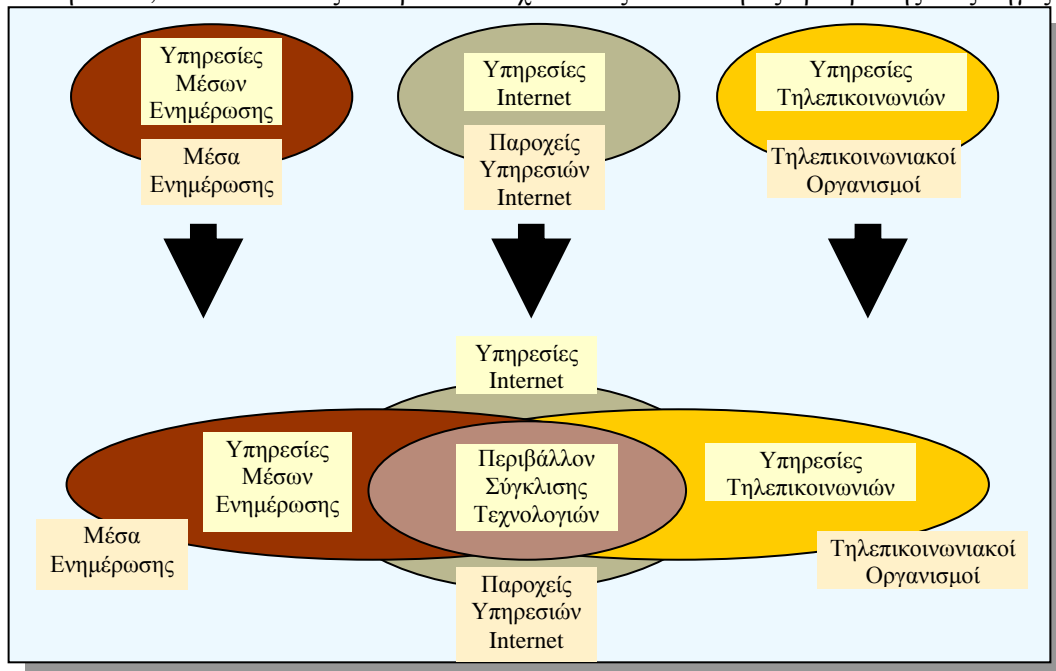 Υπηρεσίες
Μέσων
Ενημέρωσης
Μέσα
Ενημέρωσης
Υπηρεσίες
Internet
Παροχείς
Υπηρεσιών
Internet
Υπηρεσίες
Τηλεπικοινωνιών
Τηλεπικοινωνιακοί
Οργανισμοί
Υπηρεσίες
Internet
Υπηρεσίες
Μέσων
Ενημέρωσης
Μέσα
Ενημέρωσης
Περιβάλλον
Σύγκλισης
Τεχνολογιών
Υπηρεσίες
Τηλεπικοινωνιών
Τηλεπικοινωνιακοί
Οργανισμοί
Παροχείς
Υπηρεσιών
Internet